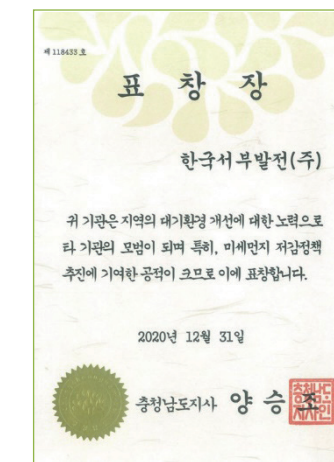 제 118433 호
표 창 장
한국서부발전(주)
귀 기관은 지역의 대기환경 개선에 대한 노력으로
타 기관의 모범이 되며 특히, 미세먼지 저감정책
추진에 기여한 공적이 크므로 이에 표창합니다.
2020년 12월 31일
충청남도지사 양 승 조